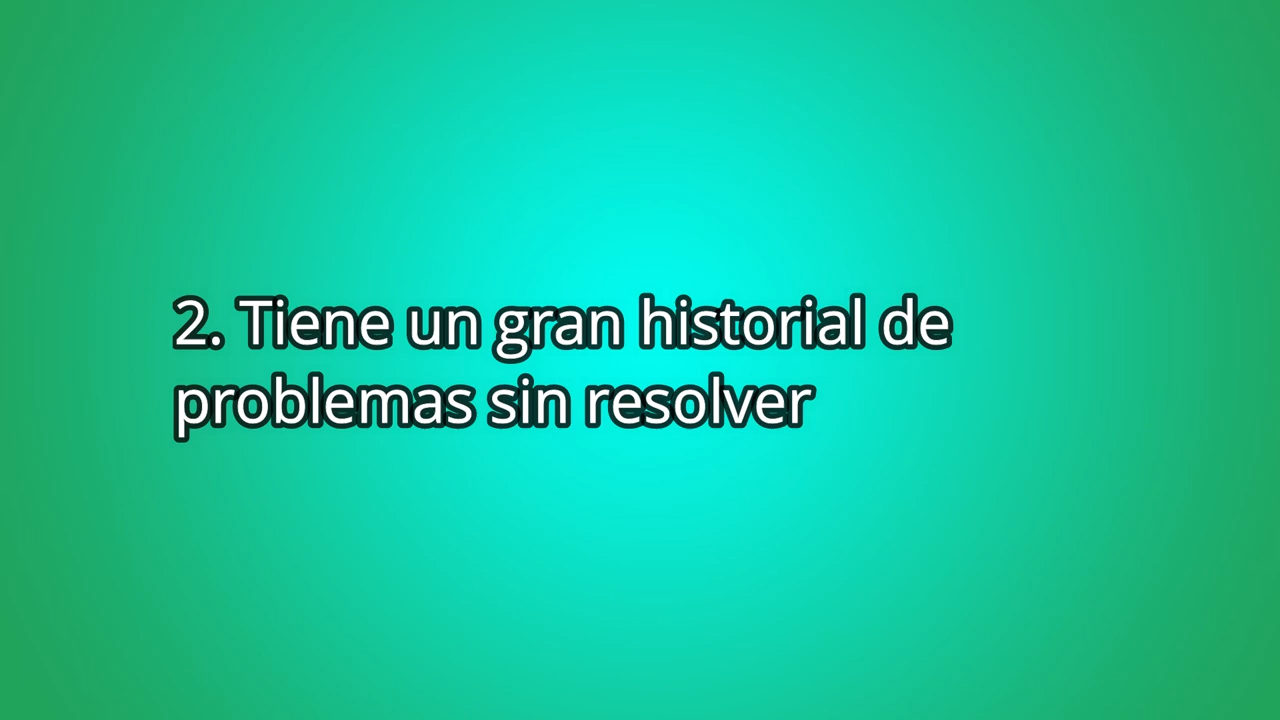 2. Tiene un gran historial de
problemas sin resolver